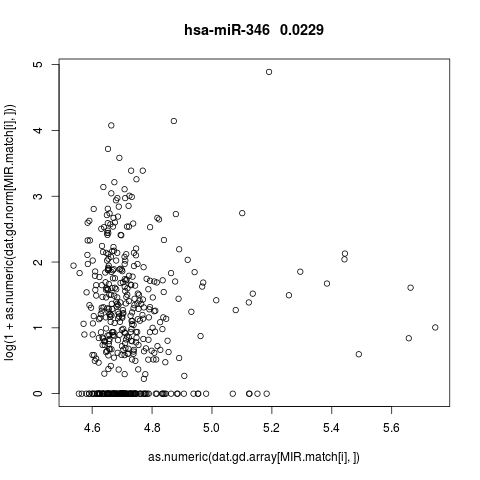 hsa-miR-346 0.0229
log(1 + as.numeric(dat.gd.norm[MIR.match[i], ]))
5
4
3
2
1
0
4.6 4.8 5.0 5.2 5.4 5.6
as.numeric(dat.gd.array[MIR.match[i], ])